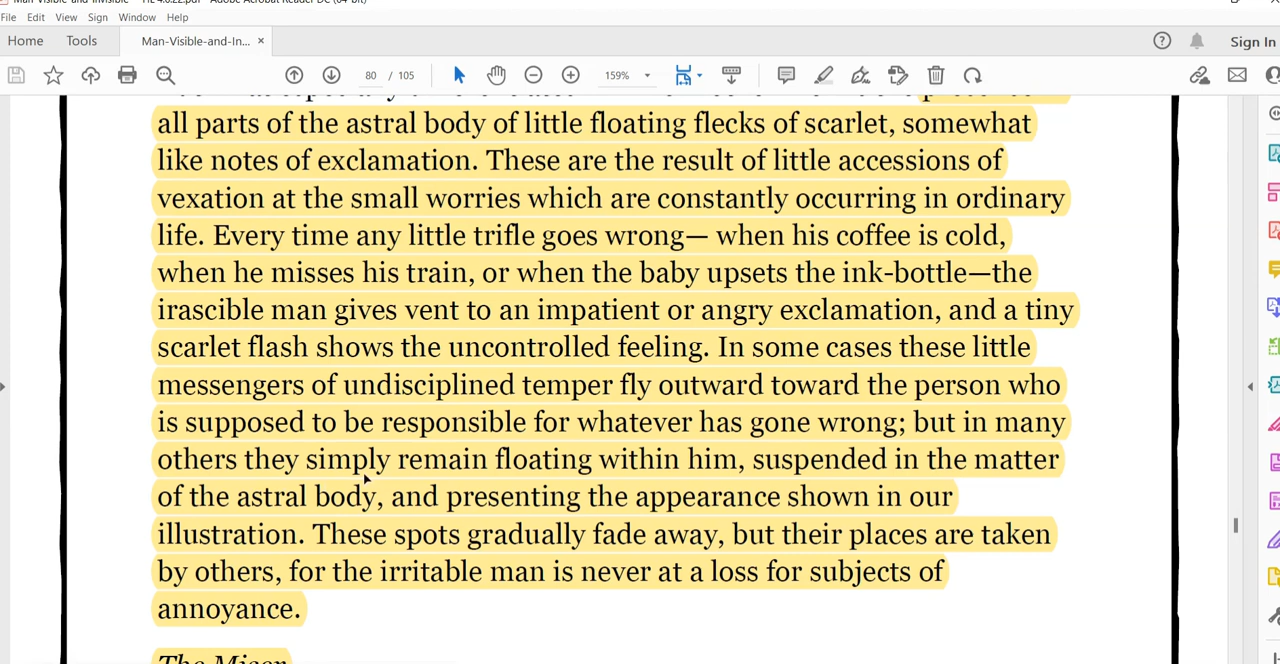 File Edit View Sign Window Help
Home Tools Man-Visible-and-In... × Sign In
80 / 105 159%
all parts of the astral body of little floating flecks of scarlet, somewhat
like notes of exclamation. These are the result of little accessions of
vexation at the small worries which are constantly occurring in ordinary
life. Every time any little trifle goes wrong— when his coffee is cold,
when he misses his train, or when the baby upsets the ink-bottle—the
irascible man gives vent to an impatient or angry exclamation, and a tiny
scarlet flash shows the uncontrolled feeling. In some cases these little
messengers of undisciplined temper fly outward toward the person who
is supposed to be responsible for whatever has gone wrong; but in many
others they simply remain floating within him, suspended in the matter
of the astral body, and presenting the appearance shown in our
illustration. These spots gradually fade away, but their places are taken
by others, for the irritable man is never at a loss for subjects of
annoyance.
The Miser